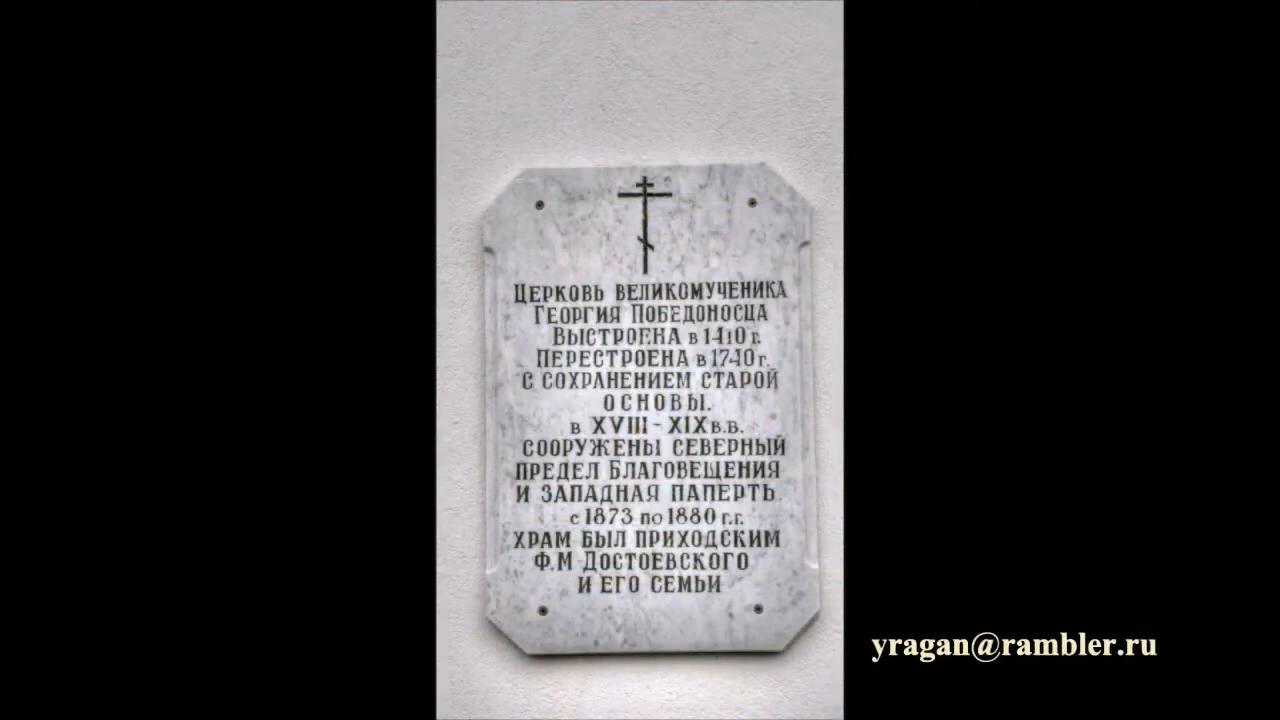 Церковь великомученика
Георгия Победоносца
Выстроена в 1410 г.
Перестроена в 1740 г.
с сохранением старой
основы.
в XVIII - XIX в.в.
сооружены северный
предел Благовещения
и западная паперть.
с 1873 по 1880 г.г.
храм был приходским
Ф.М Достоевского
и его семьи
yragan@rambler.ru